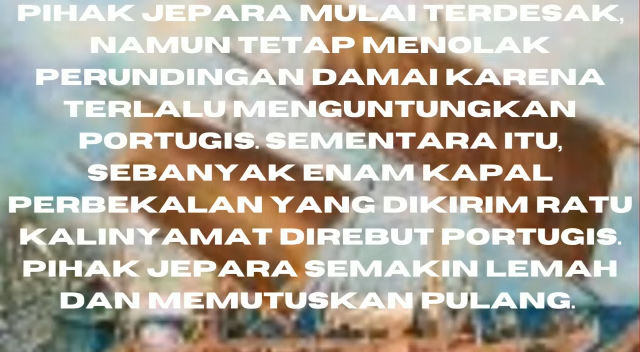 PIHAK JEPARA MULAI TERDESAK,
NAMUN TETAP MENOLAK
PERUNDINGAN DAMAI KARENA
TERLALU MENGUNTUNGKAN
PORTUGIS. SEMENTARA ITU,
SEBANYAK ENAM KAPAL
PERBEKALAN YANG DIKIRIM RATU
KALINYAMAT DIREBUT PORTUGIS.
PIHAK JEPARA SEMAKIN LEMAH
DAN MEMUTUSKAN PULANG.